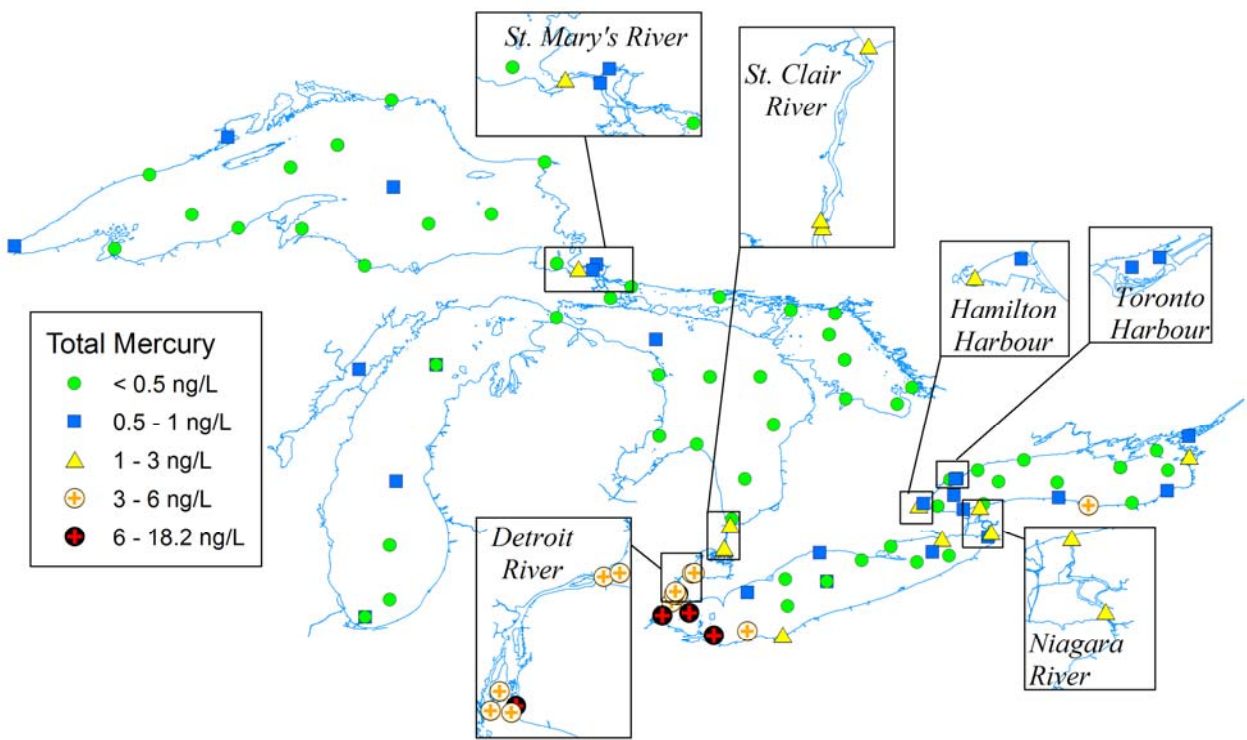 St. Mary's River
St. Clair
River
Hamilton
Harbour
Toronto
Harbour
Total Mercury
< 0.5 ng/L
0.5 - 1 ng/L
1 - 3 ng/L
3 - 6 ng/L
6 - 18.2 ng/L
Detroit
River
Niagara
River